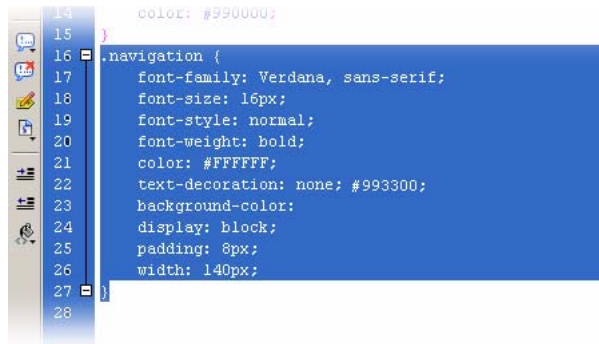 14 color: #990000;
15 }
16 .navigation {
17 font-family: Verdana, sans-serif;
18 font-size: 16px;
19 font-style: normal;
20 font-weight: bold;
21 color: #FFFFFF;
22 text-decoration: none; #993300;
23 background-color:
24 display: block;
25 padding: 8px;
26 width: 140px;
27 }
28